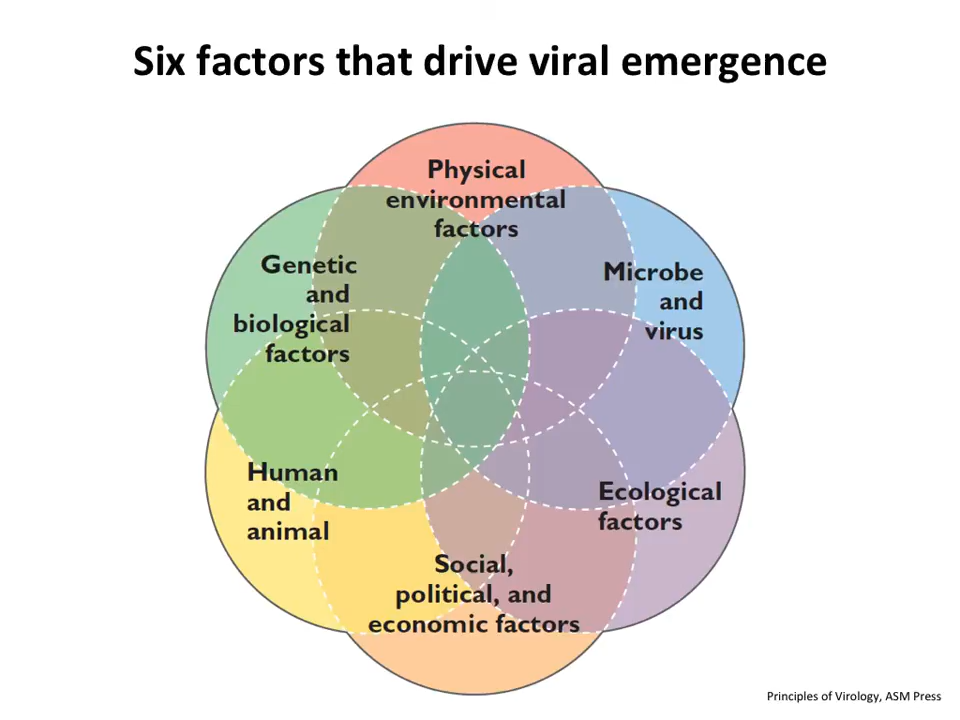 Six factors that drive viral emergence
Physical
environmental
factors
Genetic
and
biological
factors
Microbe
and
virus
Human
and
animal
Ecological
factors
Social,
political, and
economic factors
Principles of Virology, ASM Press